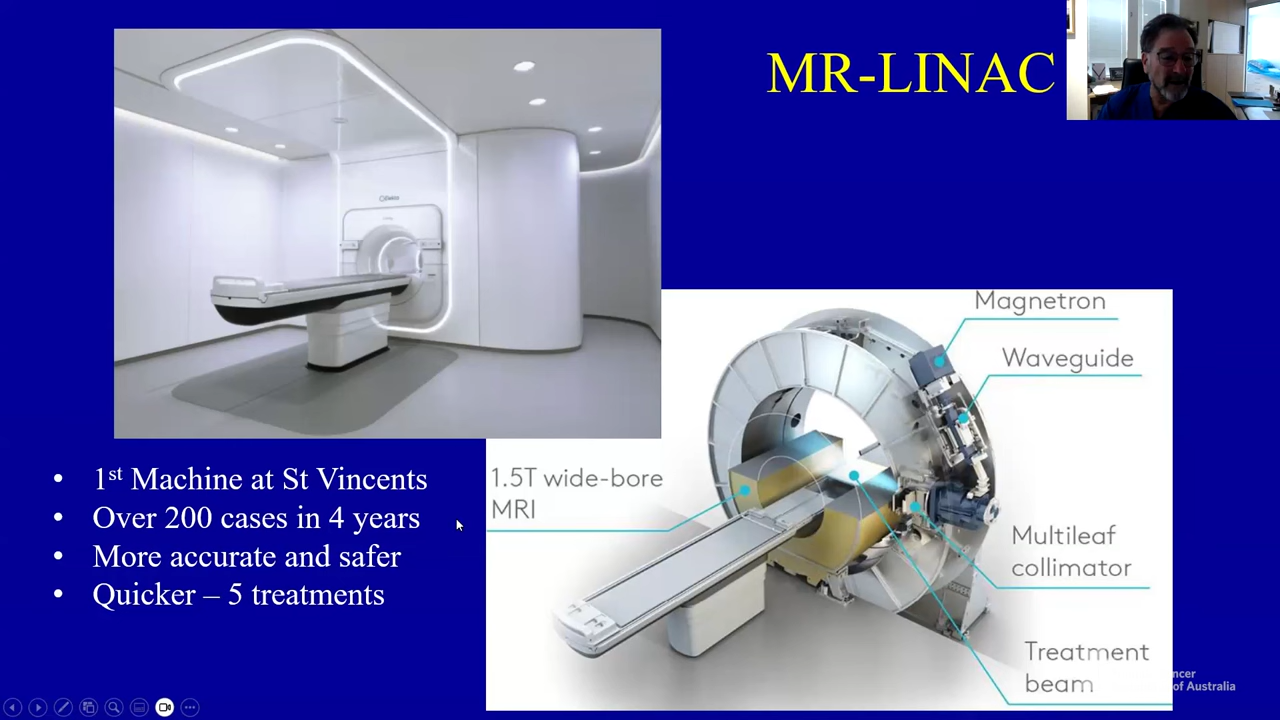 MR-LINAC
Elekta
Magnetron
Waveguide
1.5T wide-bore
MRI
Multileaf
collimator
Treatment
beam
• 1st Machine at St Vincents
• Over 200 cases in 4 years
• More accurate and safer
• Quicker – 5 treatments
of Australia